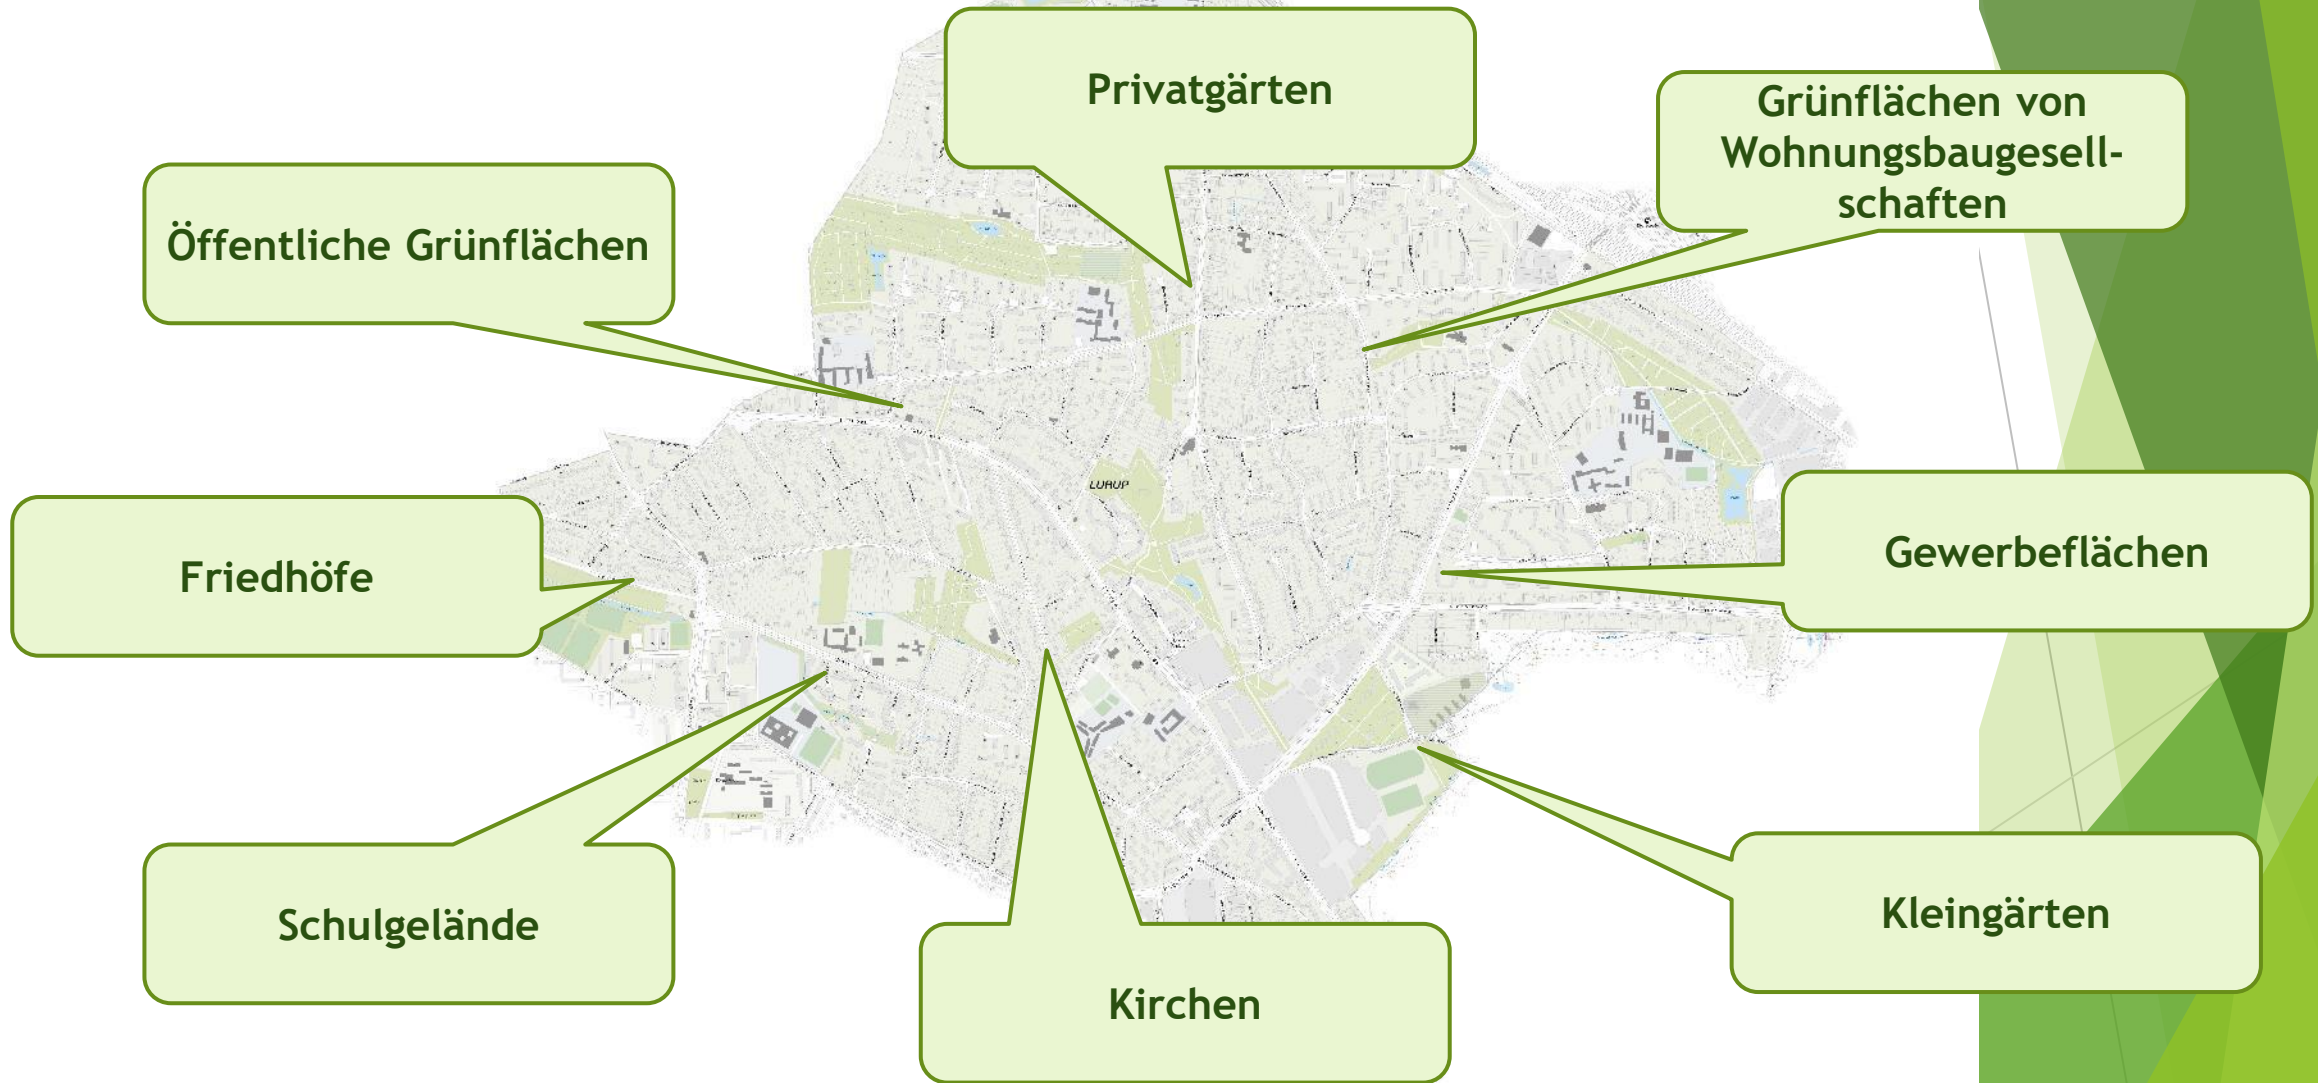 Privatgärten
Grünflächen von
Wohnungsbaugesell-
schaften
Öffentliche Grünflächen
LURUP
Friedhöfe
Gewerbeflächen
Schulgelände
Kleingärten
Kirchen